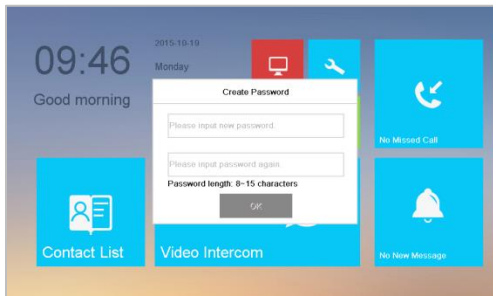 09:46
2015-10-19
Monday
Good morning
Create Password
Please input new password.
Please input password again.
Password length: 8~15 characters
OK
No Missed Call
Contact List
Video Intercom
No New Message